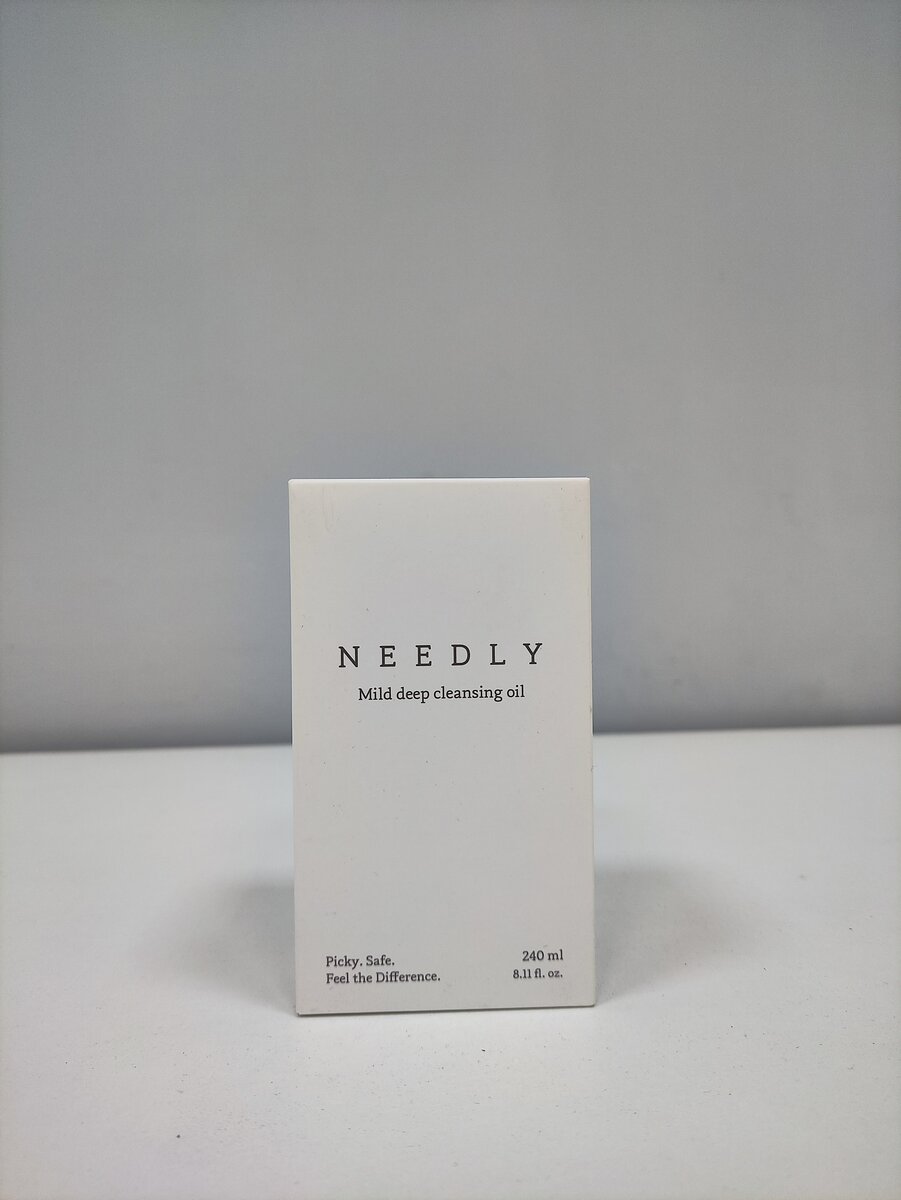 NEEDLY
Mild deep cleansing oil
Picky. Safe.
Feel the Difference.
240 ml
8.11 fl. oz.